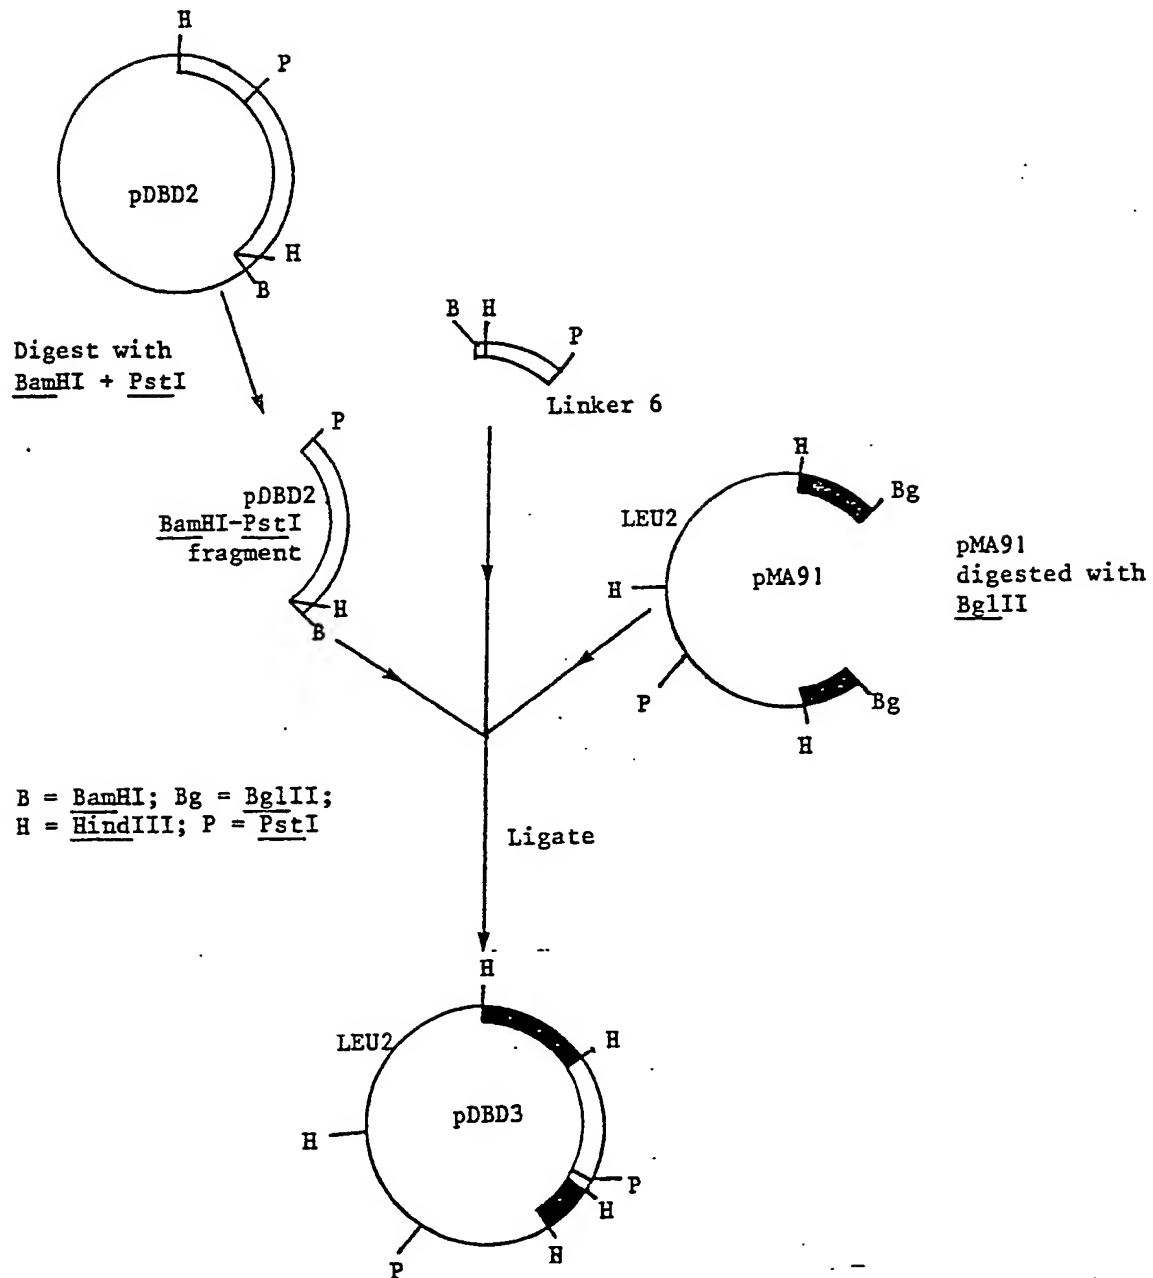 H
P
pDBD2
H
B
Digest with
BamHI + PstI
B H
P
Linker 6
P
pDBD2
BamHI-PstI
fragment
H
B
H
Bg
LEU2
pMA91
pMA91
digested with
BglII
H
P
Bg
H
B = BamHI; Bg = BglII;
H = HindIII; P = PstI
Ligate
H
LEU2
H
pDBD3
H
P
H
H
P